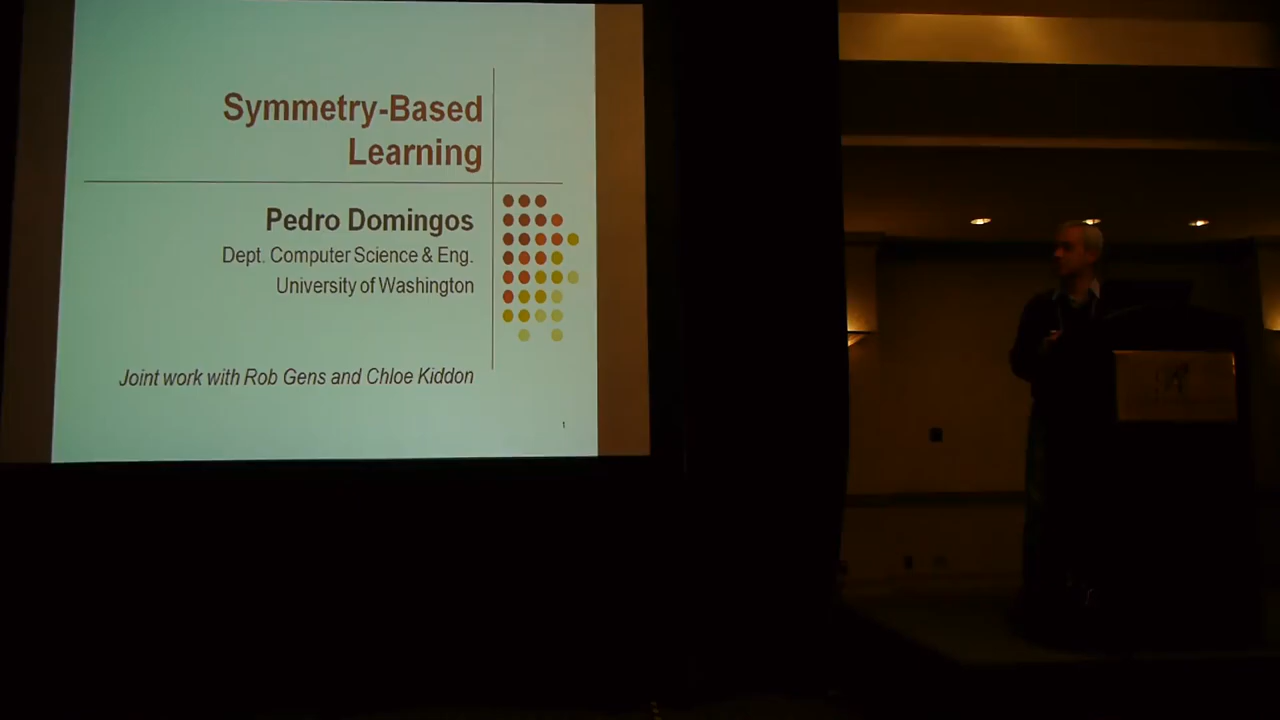 Symmetry-Based
Learning
Pedro Domingos
Dept. Computer Science & Eng.
University of Washington
Joint work with Rob Gens and Chloe Kiddon
1